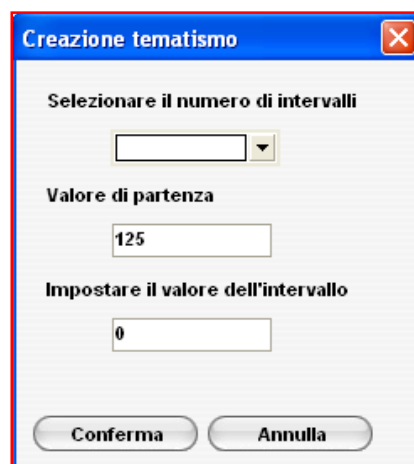 Creazione tematismo
Selezionare il numero di intervalli
Valore di partenza
125
Impostare il valore dell'intervallo
0
Conferma Annulla